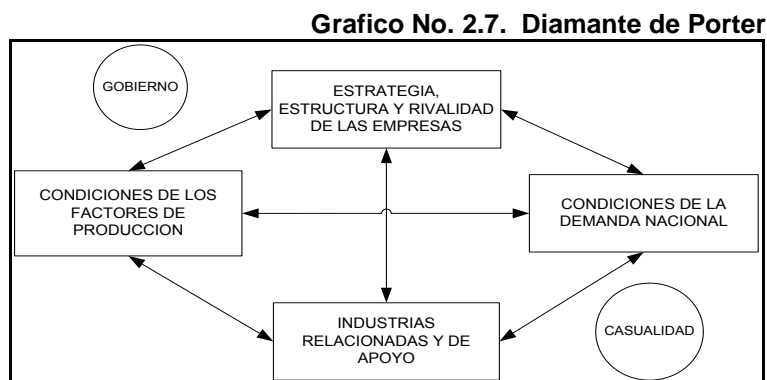 Grafico No. 2.7. Diamante de Porter
GOBIERNO
ESTRATEGIA,
ESTRUCTURA Y RIVALIDAD
DE LAS EMPRESAS
CONDICIONES DE LOS
FACTORES DE
PRODUCCION
CONDICIONES DE LA
DEMANDA NACIONAL
INDUSTRIAS
RELACIONADAS Y DE
APOYO
CASUALIDAD